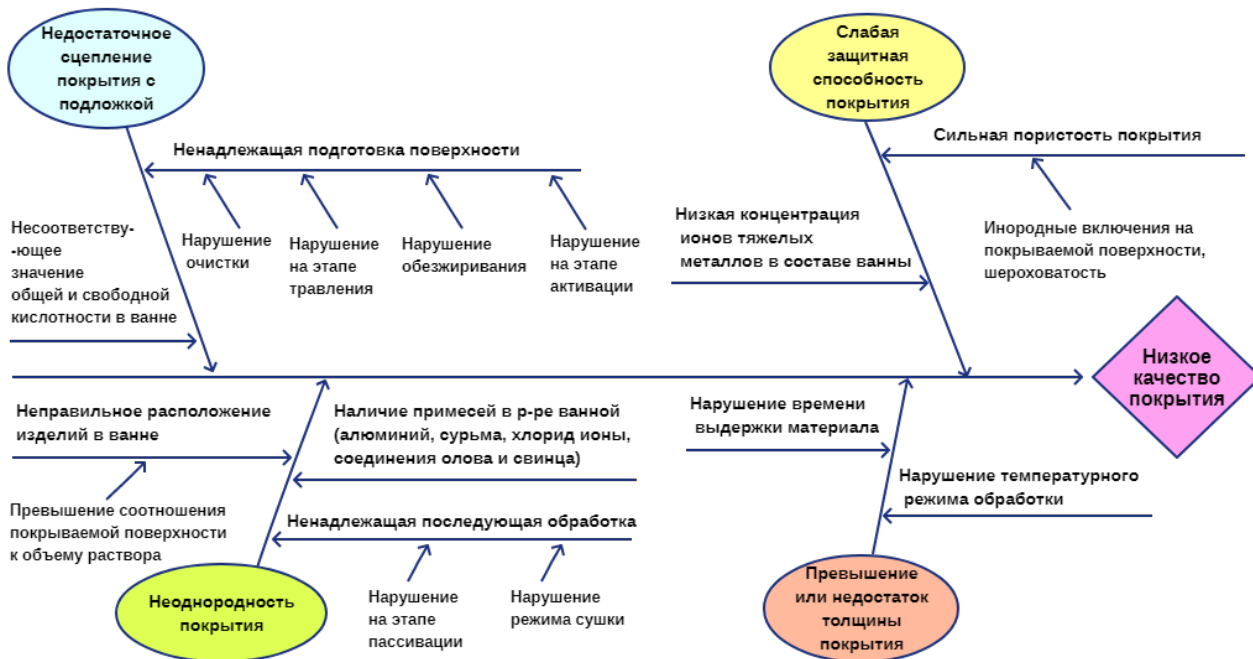 Недостаточное
сцепление
покрытия с
подложкой
Слабая
защитная
способность
покрытия
Ненадлежащая подготовка поверхности
Нарушение
очистки
Нарушение
на этапе
травления
Нарушение
обезжиривания
Нарушение
на этапе
активации
Несоответству-
-ющее
значение
общей и свободной
кислотности в ванне
Сильная пористость покрытия
Инородные включения на
покрываемой поверхности,
шероховатость
Низкая концентрация
ионов тяжелых
металлов в составе ванны
Низкое
качество
покрытия
Неправильное расположение
изделий в ванне
Превышение соотношения
покрываемой поверхности
к объему раствора
Наличие примесей в р-ре ванной
(алюминий, сурьма, хлорид ионы,
соединения олова и свинца)
Ненадлежащая последующая обработка
Нарушение
на этапе
пассивации
Нарушение
режима сушки
Нарушение времени
выдержки материала
Нарушение температурного
режима обработки
Неоднородность
покрытия
Превышение
или недостаток
толщины
покрытия